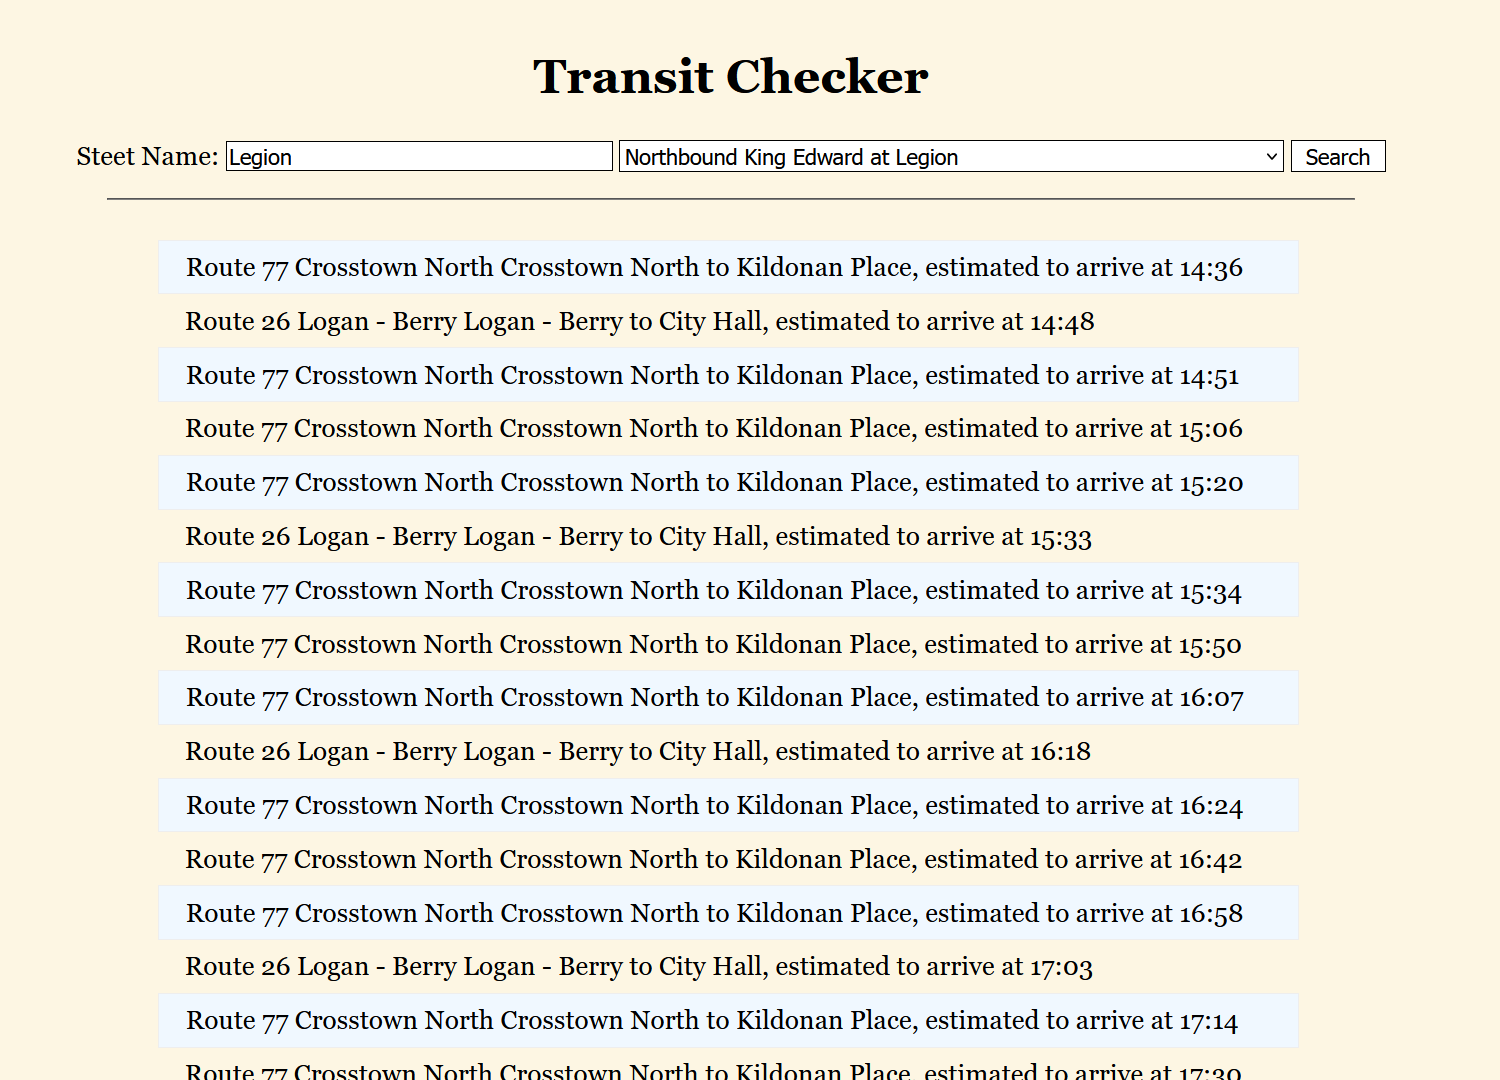 Transit Checker
Steet Name: Legion Northbound King Edward at Legion Search
Route 77 Crosstown North Crosstown North to Kildonan Place, estimated to arrive at 14:36
Route 26 Logan - Berry Logan - Berry to City Hall, estimated to arrive at 14:48
Route 77 Crosstown North Crosstown North to Kildonan Place, estimated to arrive at 14:51
Route 77 Crosstown North Crosstown North to Kildonan Place, estimated to arrive at 15:06
Route 77 Crosstown North Crosstown North to Kildonan Place, estimated to arrive at 15:20
Route 26 Logan - Berry Logan - Berry to City Hall, estimated to arrive at 15:33
Route 77 Crosstown North Crosstown North to Kildonan Place, estimated to arrive at 15:34
Route 77 Crosstown North Crosstown North to Kildonan Place, estimated to arrive at 15:50
Route 77 Crosstown North Crosstown North to Kildonan Place, estimated to arrive at 16:07
Route 26 Logan - Berry Logan - Berry to City Hall, estimated to arrive at 16:18
Route 77 Crosstown North Crosstown North to Kildonan Place, estimated to arrive at 16:24
Route 77 Crosstown North Crosstown North to Kildonan Place, estimated to arrive at 16:42
Route 77 Crosstown North Crosstown North to Kildonan Place, estimated to arrive at 16:58
Route 26 Logan - Berry Logan - Berry to City Hall, estimated to arrive at 17:03
Route 77 Crosstown North Crosstown North to Kildonan Place, estimated to arrive at 17:14
Route 77 Crosstown North Crosstown North to Kildonan Place, estimated to arrive at 17:30